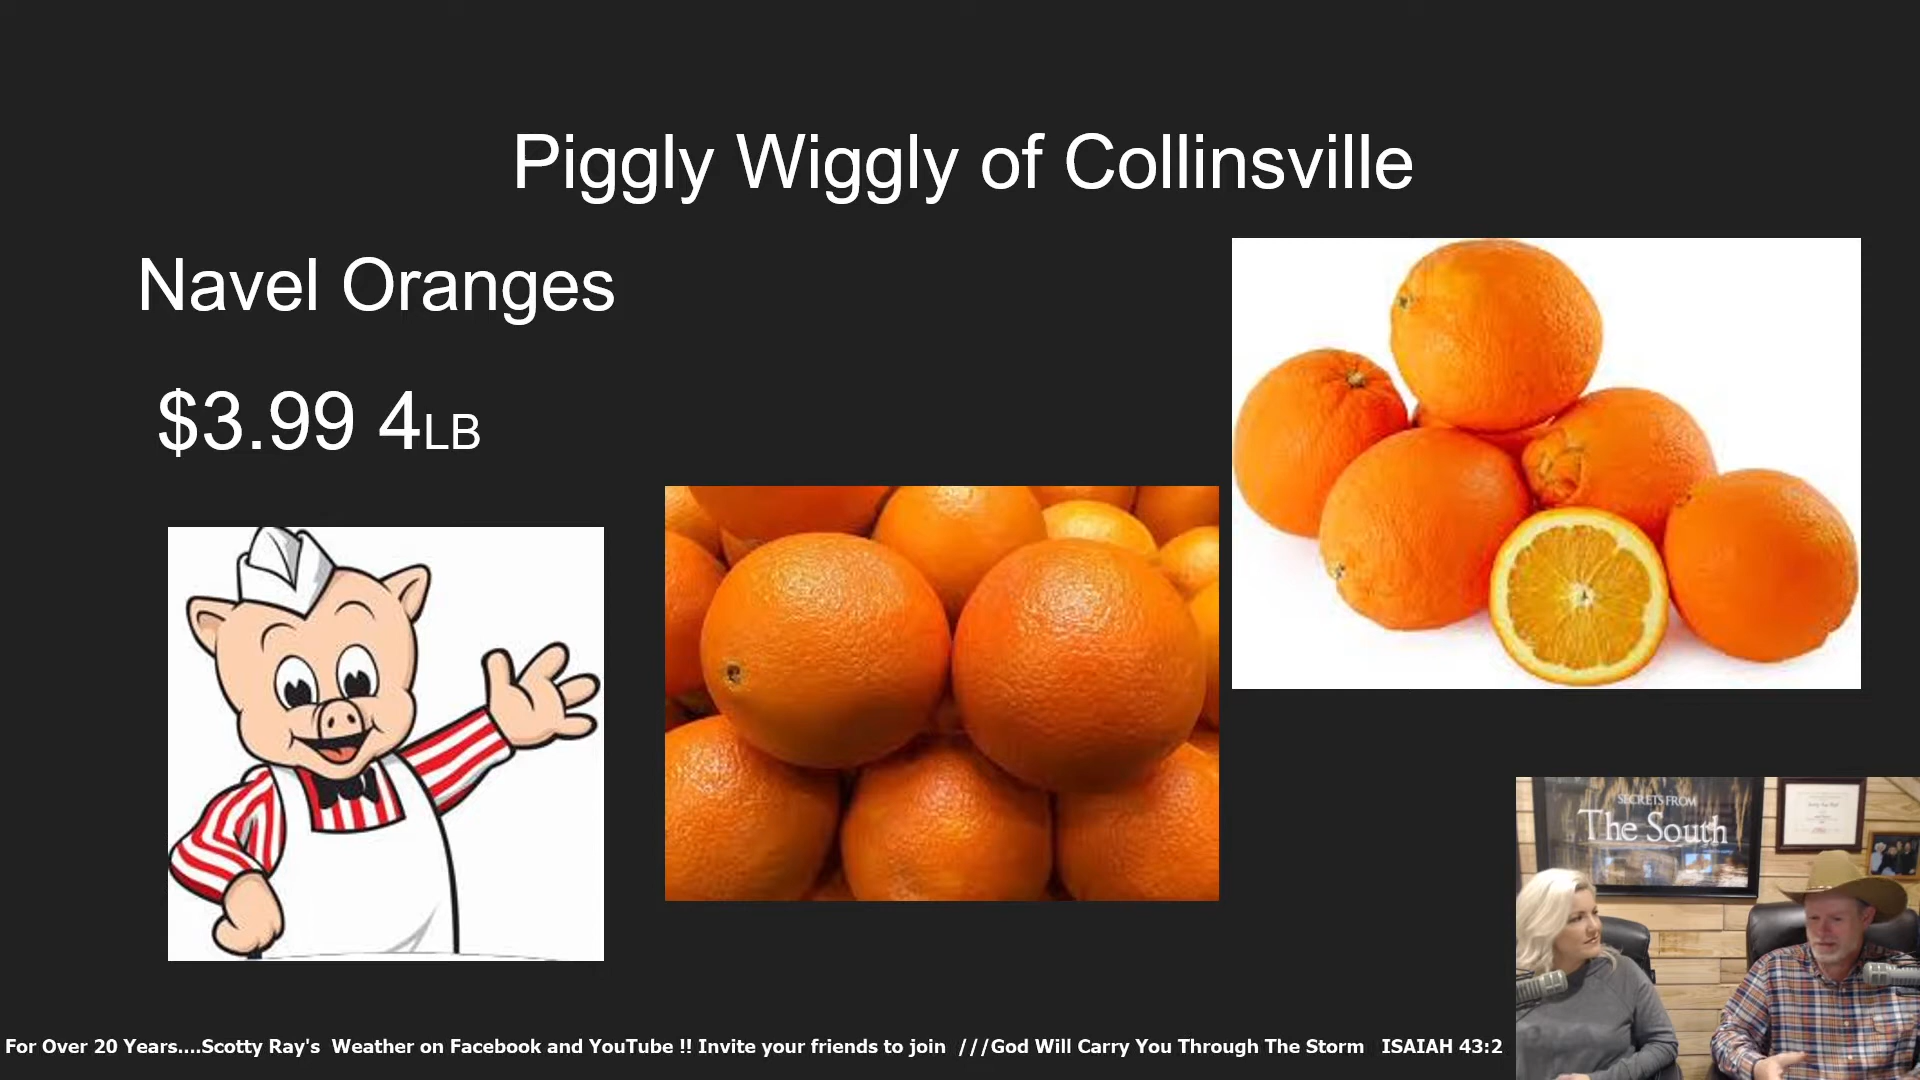 Piggly Wiggly of Collinsville
Navel Oranges
$3.99 4LB
SECRETS FROM
The South
For Over 20 Years....Scotty Ray's  Weather on Facebook and YouTube !! Invite your friends to join  ///God Will Carry You Through The Storm   ISAIAH 43:2